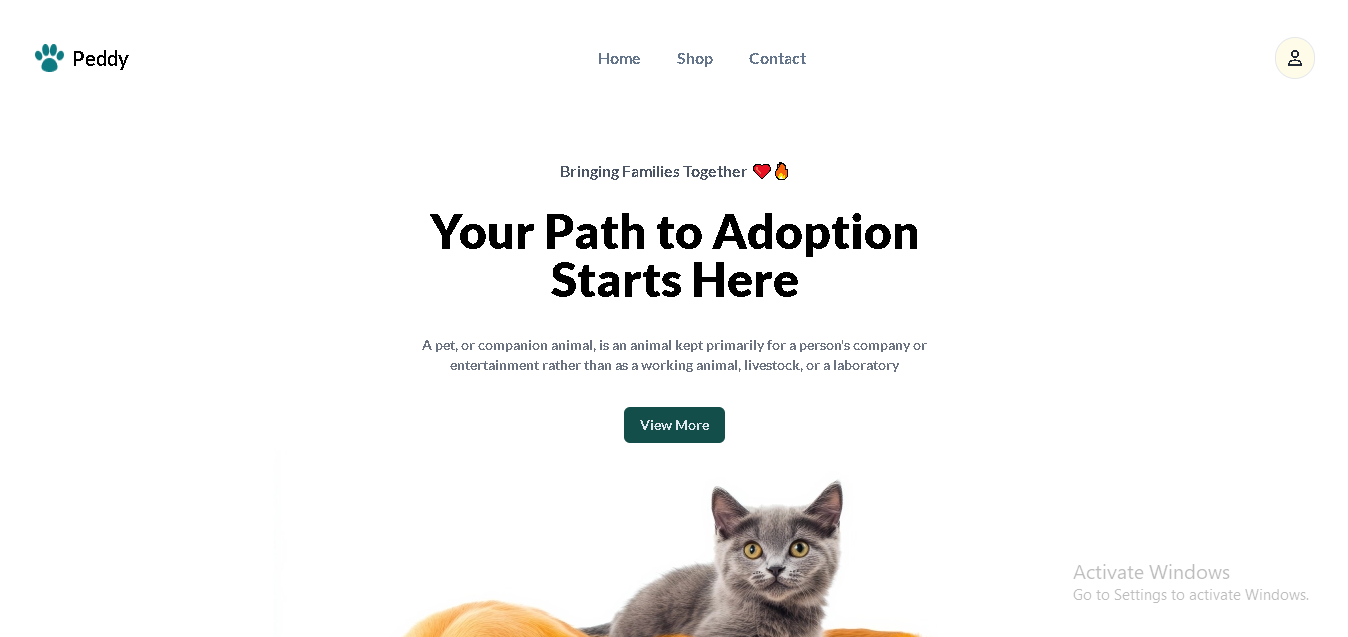 Peddy
Home
Shop
Contact
Bringing Families Together ❤️🔥
Your Path to Adoption
Starts Here
A pet, or companion animal, is an animal kept primarily for a person's company or
entertainment rather than as a working animal, livestock, or a laboratory
View More
Activate Windows
Go to Settings to activate Windows.